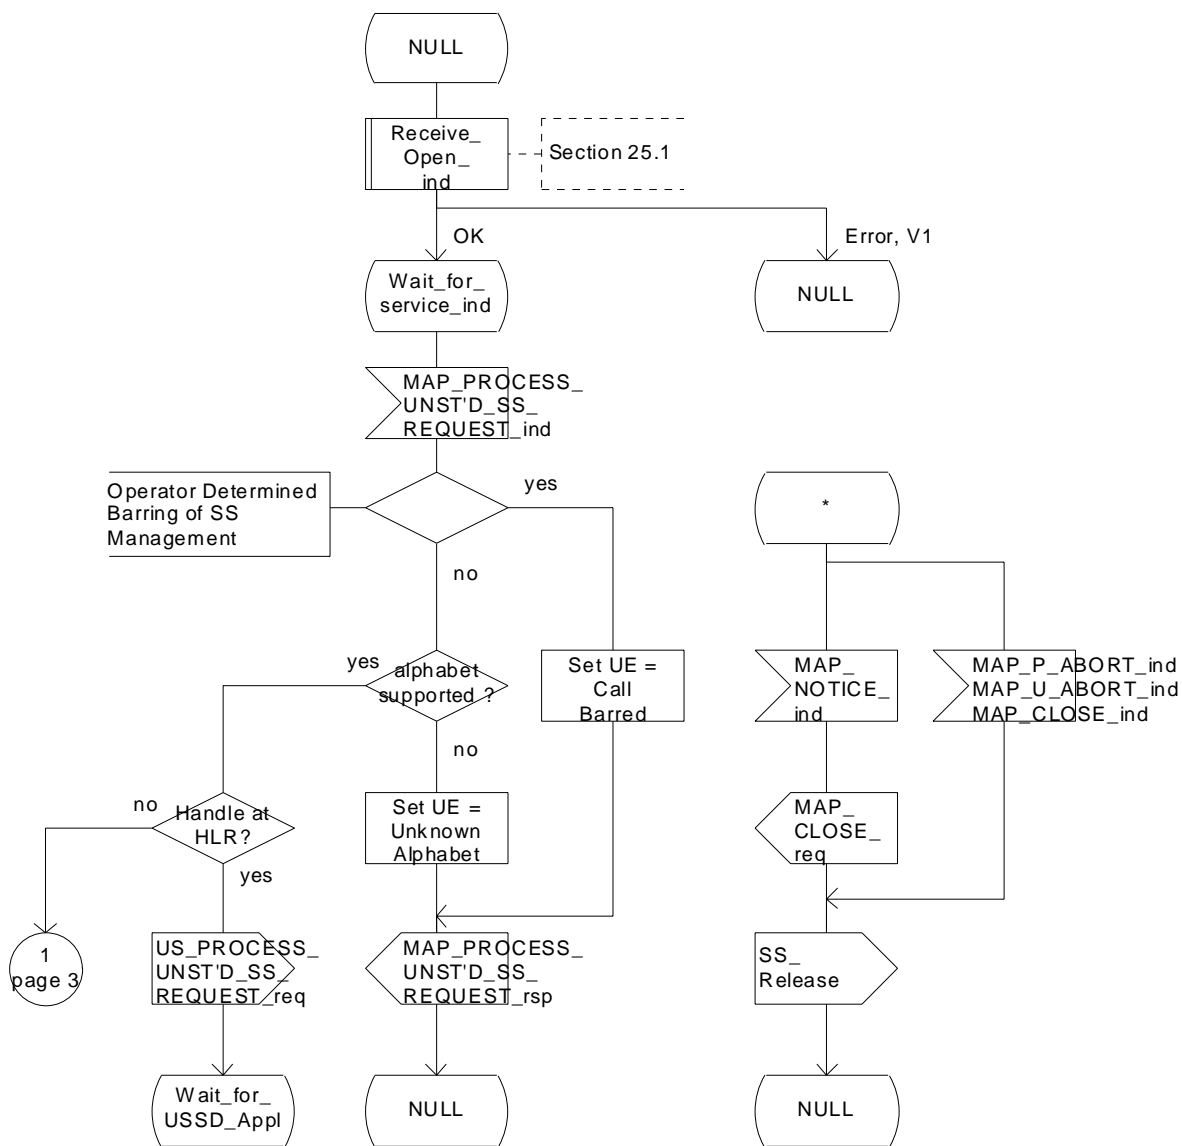 NULL
Receive_
Open_
ind
Section 25.1
OK
Error, V1
Wait_for_
service_ind
NULL
MAP_PROCESS_
UNST'D_SS_
REQUEST_ind
Operator Determined
Barring of SS
Management
yes
*
no
yes
alphabet
supported ?
Set UE =
Call
Barred
MAP_
NOTICE_
ind
MAP_P_ABORT_ind
MAP_U_ABORT_ind
MAP_CLOSE_ind
no
no
Handle at
HLR?
Set UE =
Unknown
Alphabet
MAP_
CLOSE_
req
yes
1
page 3
US_PROCESS_
UNST'D_SS_
REQUEST_req
MAP_PROCESS_
UNST'D_SS_
REQUEST_rsp
SS_
Release
Wait_for_
USSD_Appl
NULL
NULL